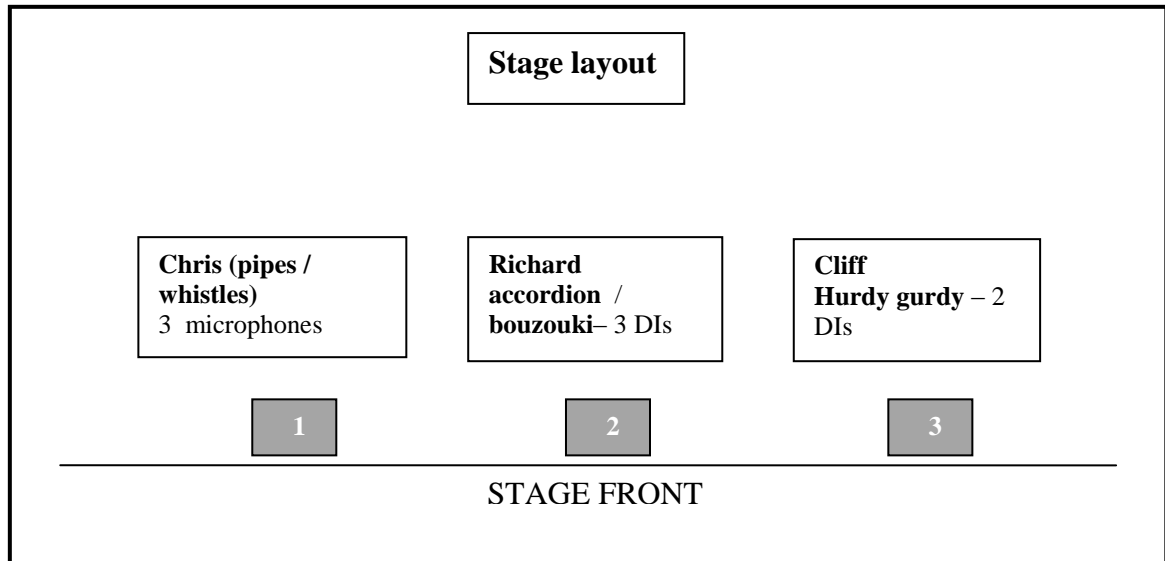 Stage layout
Chris (pipes /
whistles)
3 microphones
Richard
accordion /
bouzouki– 3 DIs
Cliff
Hurdy gurdy – 2
DIs
1
2
3
STAGE FRONT